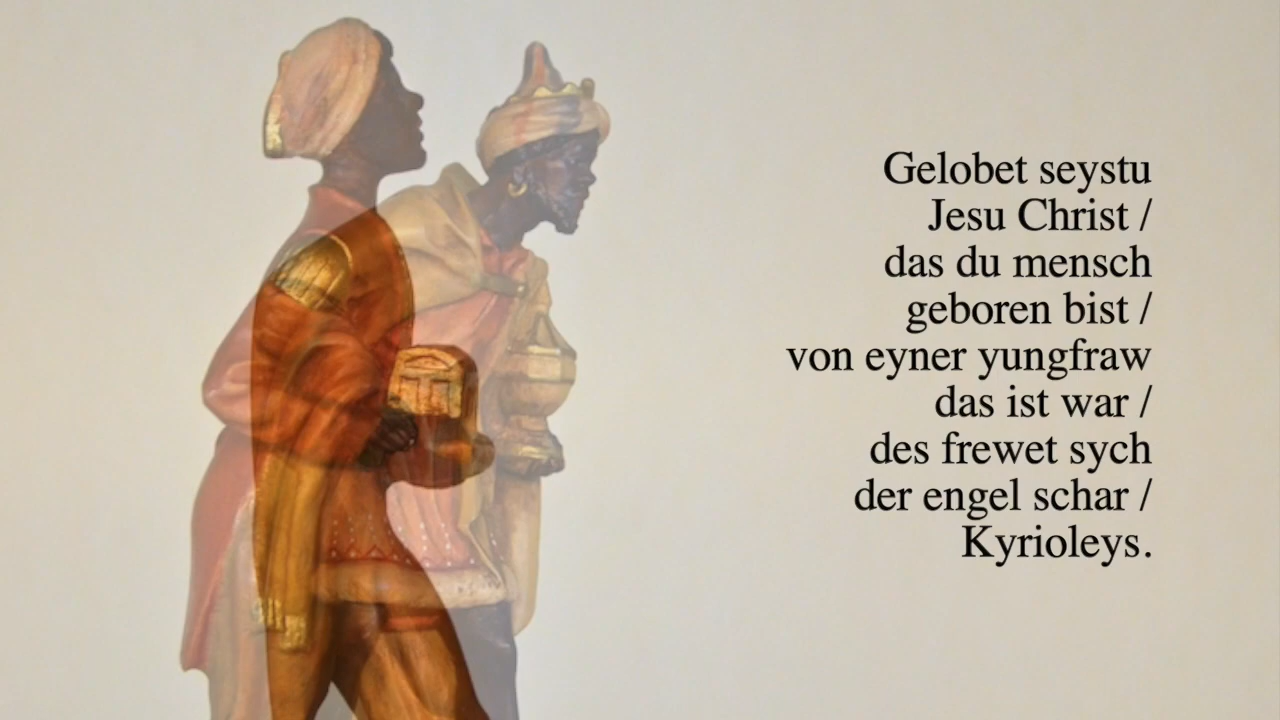 Gelobet seystu
Jesu Christ /
das du mensch
geboren bist /
von eyner yungfraw
das ist war /
des frewet sych
der engel schar /
Kyrioleys.